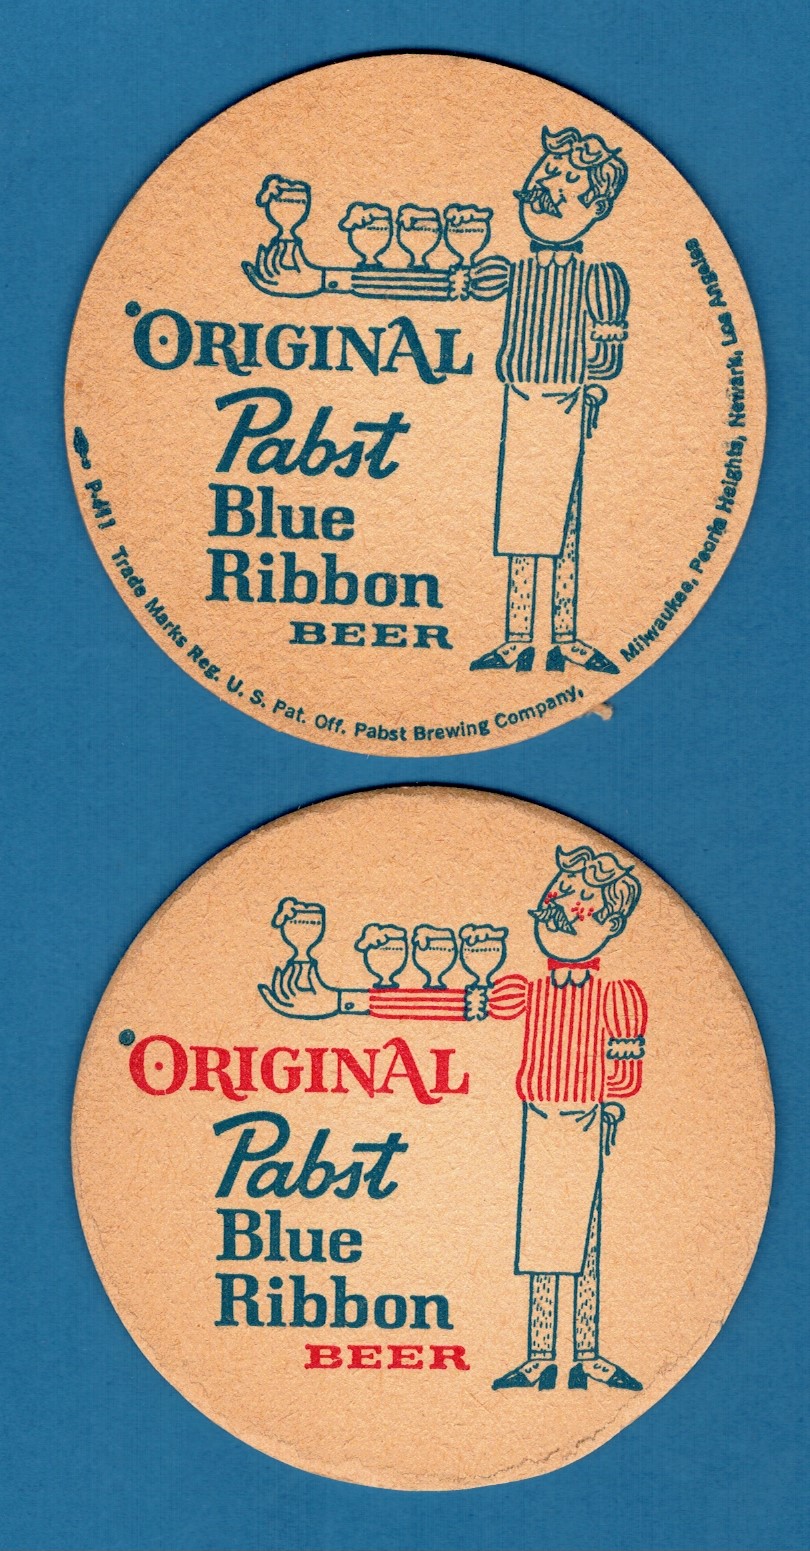 ORIGINAL
Pabst
Blue
Ribbon
BEER
P-411 Trade Marks Reg. U. S. Pat. Off. Pabst Brewing Company, Milwaukee, Peoria Heights, Newark, Los Angeles
ORIGINAL
Pabst
Blue
Ribbon
BEER